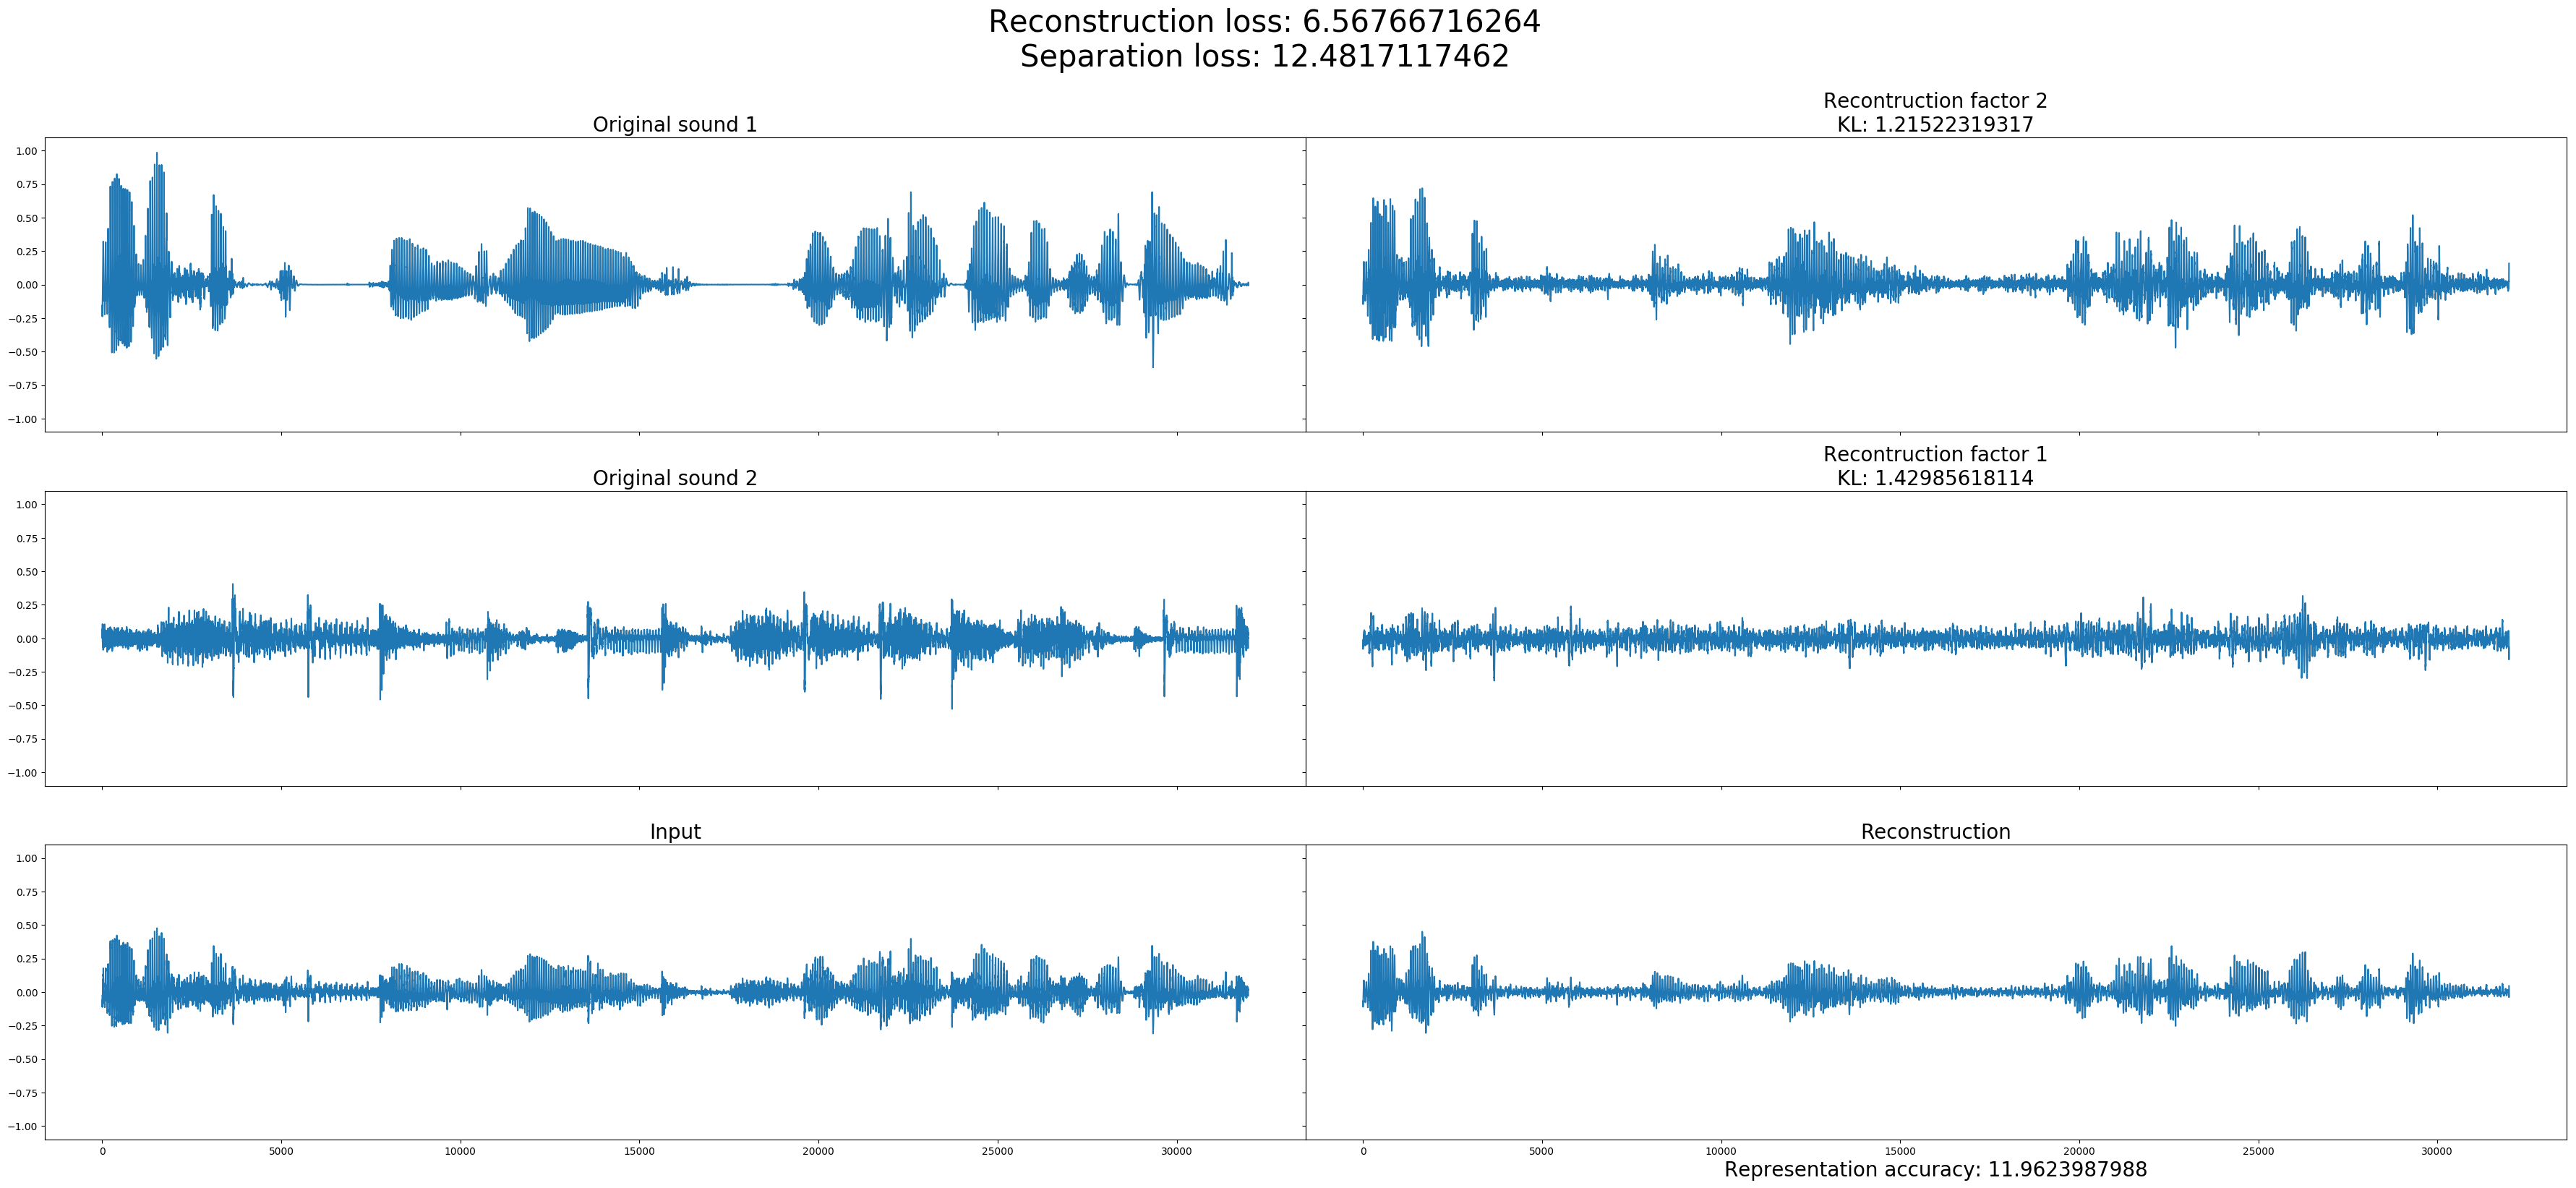 Reconstruction loss: 6.56766716264
Separation loss: 12.4817117462
Original sound 1
Recontruction factor 2
KL: 1.21522319317
1.00
0.75
0.50
0.25
0.00
−0.25
−0.50
−0.75
−1.00
Original sound 2
Recontruction factor 1
KL: 1.42985618114
1.00
0.75
0.50
0.25
0.00
−0.25
−0.50
−0.75
−1.00
Input
Reconstruction
1.00
0.75
0.50
0.25
0.00
−0.25
−0.50
−0.75
−1.00
0 5000 10000 15000 20000 25000 30000
0 5000 10000 15000 20000 25000 30000
Representation accuracy: 11.9623987988